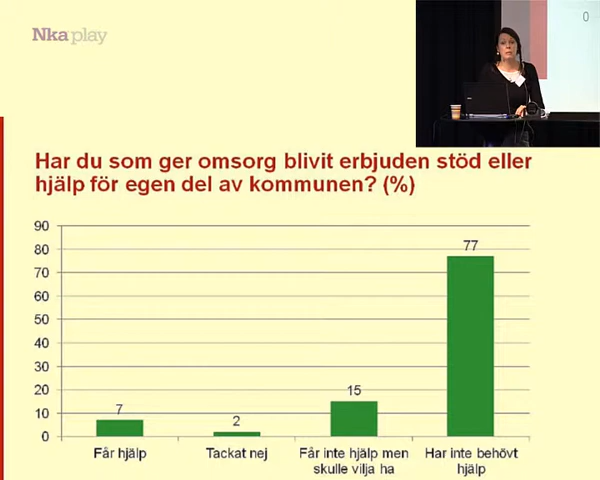 Nka play
0
Har du som ger omsorg blivit erbjuden stöd eller
hjälp för egen del av kommunen? (%)
90
80
70
60
50
40
30
20
10
0
7
2
15
77
Får hjälp
Tackat nej
Får inte hjälp men
skulle vilja ha
Har inte behövt
hjälp